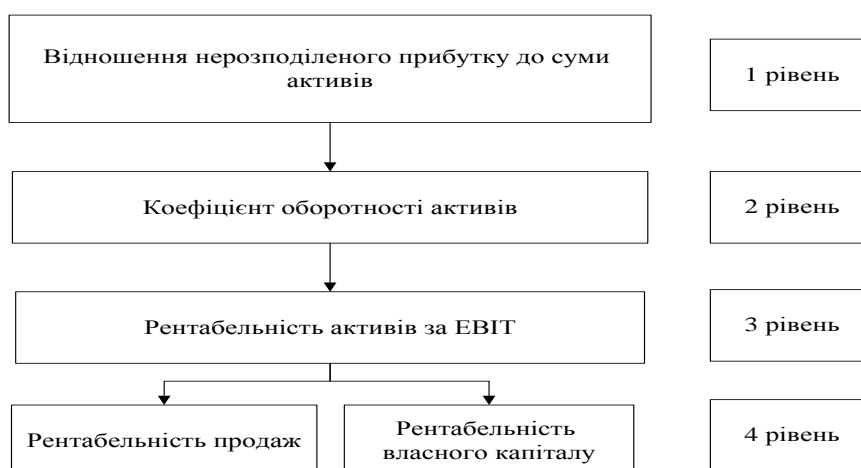 Відношення нерозподіленого прибутку до суми
активів
1 рівень
Коефіцієнт оборотності активів
2 рівень
Рентабельність активів за EBIT
3 рівень
Рентабельність продаж
Рентабельність
власного капіталу
4 рівень